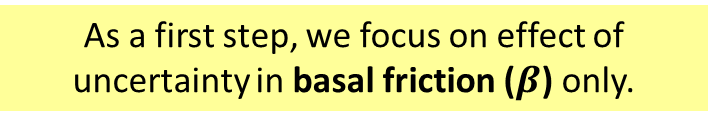 As a first step, we focus on effect of
uncertainty in basal friction (β) only.